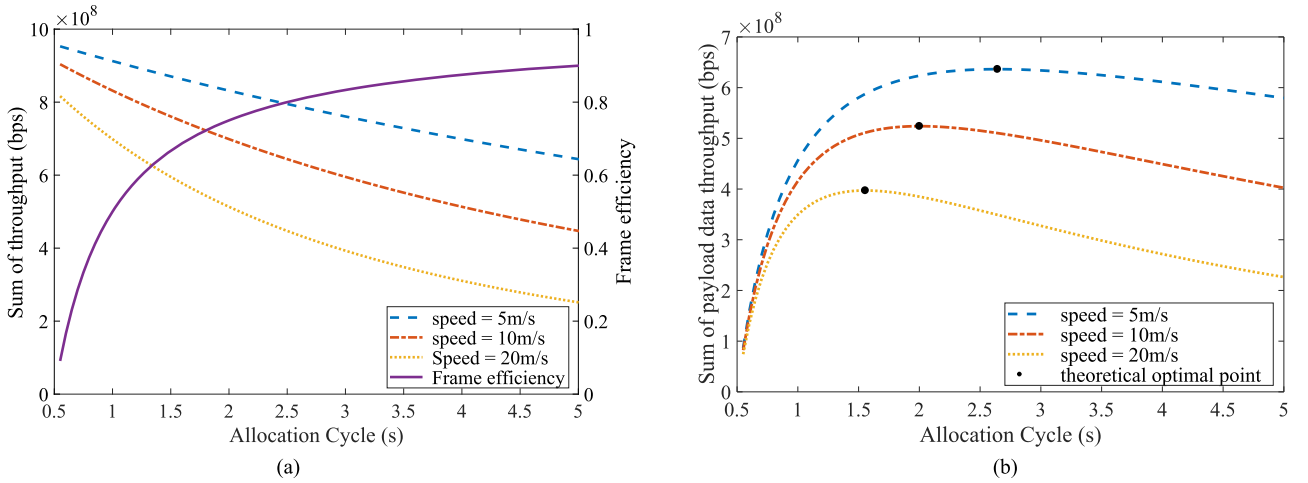 ×10^8
10
8
6
4
2
0
Sum of throughput (bps)
1
0.8
0.6
0.4
0.2
0
Frame efficiency
speed = 5m/s
speed = 10m/s
Speed = 20m/s
Frame efficiency
0.5 1 1.5 2 2.5 3 3.5 4 4.5 5
Allocation Cycle (s)
(a)
×10^8
7
6
5
4
3
2
1
0
Sum of payload data throughput (bps)
speed = 5m/s
speed = 10m/s
speed = 20m/s
theoretical optimal point
0.5 1 1.5 2 2.5 3 3.5 4 4.5 5
Allocation Cycle (s)
(b)